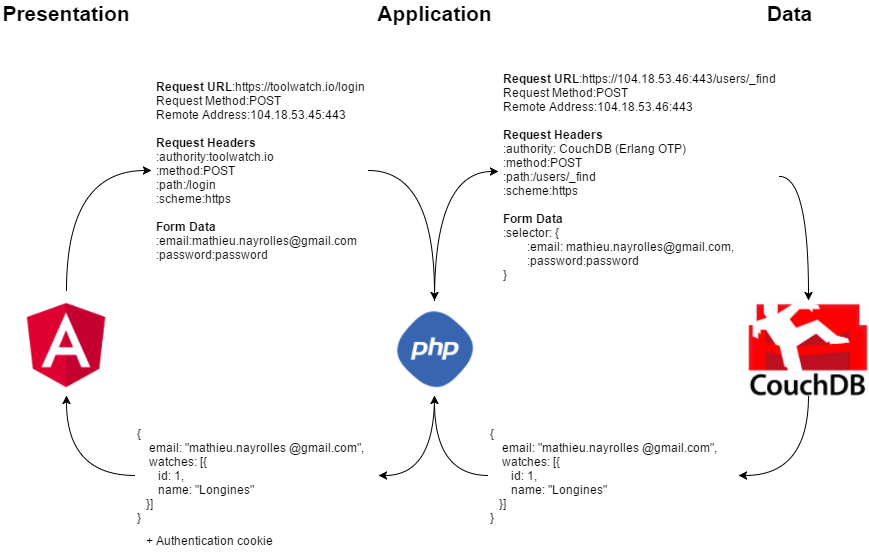 Presentation
Application
Data
Request URL:https://toolwatch.io/login
Request Method:POST
Remote Address:104.18.53.45:443
Request Headers
:authority:toolwatch.io
:method:POST
:path:/login
:scheme:https
Form Data
:email:mathieu.nayrolles@gmail.com
:password:password
Request URL:https://104.18.53.46:443/users/_find
Request Method:POST
Remote Address:104.18.53.46:443
Request Headers
:authority: CouchDB (Erlang OTP)
:method:POST
:path:/users/_find
:scheme:https
Form Data
:selector: {
:email: mathieu.nayrolles@gmail.com,
:password:password
}
A
php
CouchDB
{
email: "mathieu.nayrolles @gmail.com",
watches: [{
id: 1,
name: "Longines"
}]
}
+ Authentication cookie
{
email: "mathieu.nayrolles @gmail.com",
watches: [{
id: 1,
name: "Longines"
}]
}